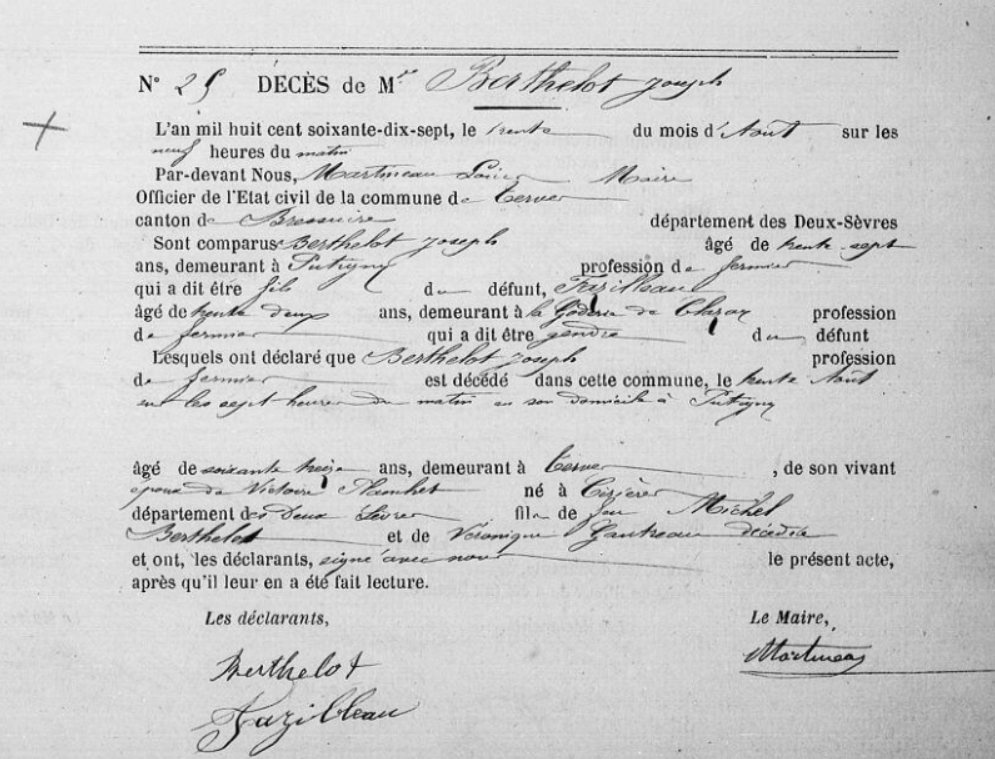 N° 25 DECÈS de M.r Berthelot Joseph
L'an mil huit cent soixante-dix-sept, le trente du mois d'Août sur les
neuf heures du matin
Par-devant Nous, Martineau Louis Maire
Officier de l'Etat civil de la commune de Terves
canton de Bressuire département des Deux-Sèvres
Sont comparus Berthelot Joseph âgé de trente sept
ans, demeurant à Putigny profession de fermier
qui a dit être fils du défunt, Fazilleau
âgé de trente deux ans, demeurant à la de profession
de fermier qui a dit être gendre du défunt
Lesquels ont déclaré que Berthelot Joseph profession
de fermier est décédé dans cette commune, le trente Août
sur les sept heures du matin en son domicile à Putigny
âgé de soixante treize ans, demeurant à Terves , de son vivant
époux de Victoire né à Cirières
département des Deux Sèvres fils de feu Michel
Berthelot et de Véronique Gautreau décédée
et ont, les déclarants, signé avec nous le présent acte,
après qu'il leur en a été fait lecture.
Les déclarants, Le Maire,
Berthelot Martineau
Fazilleau